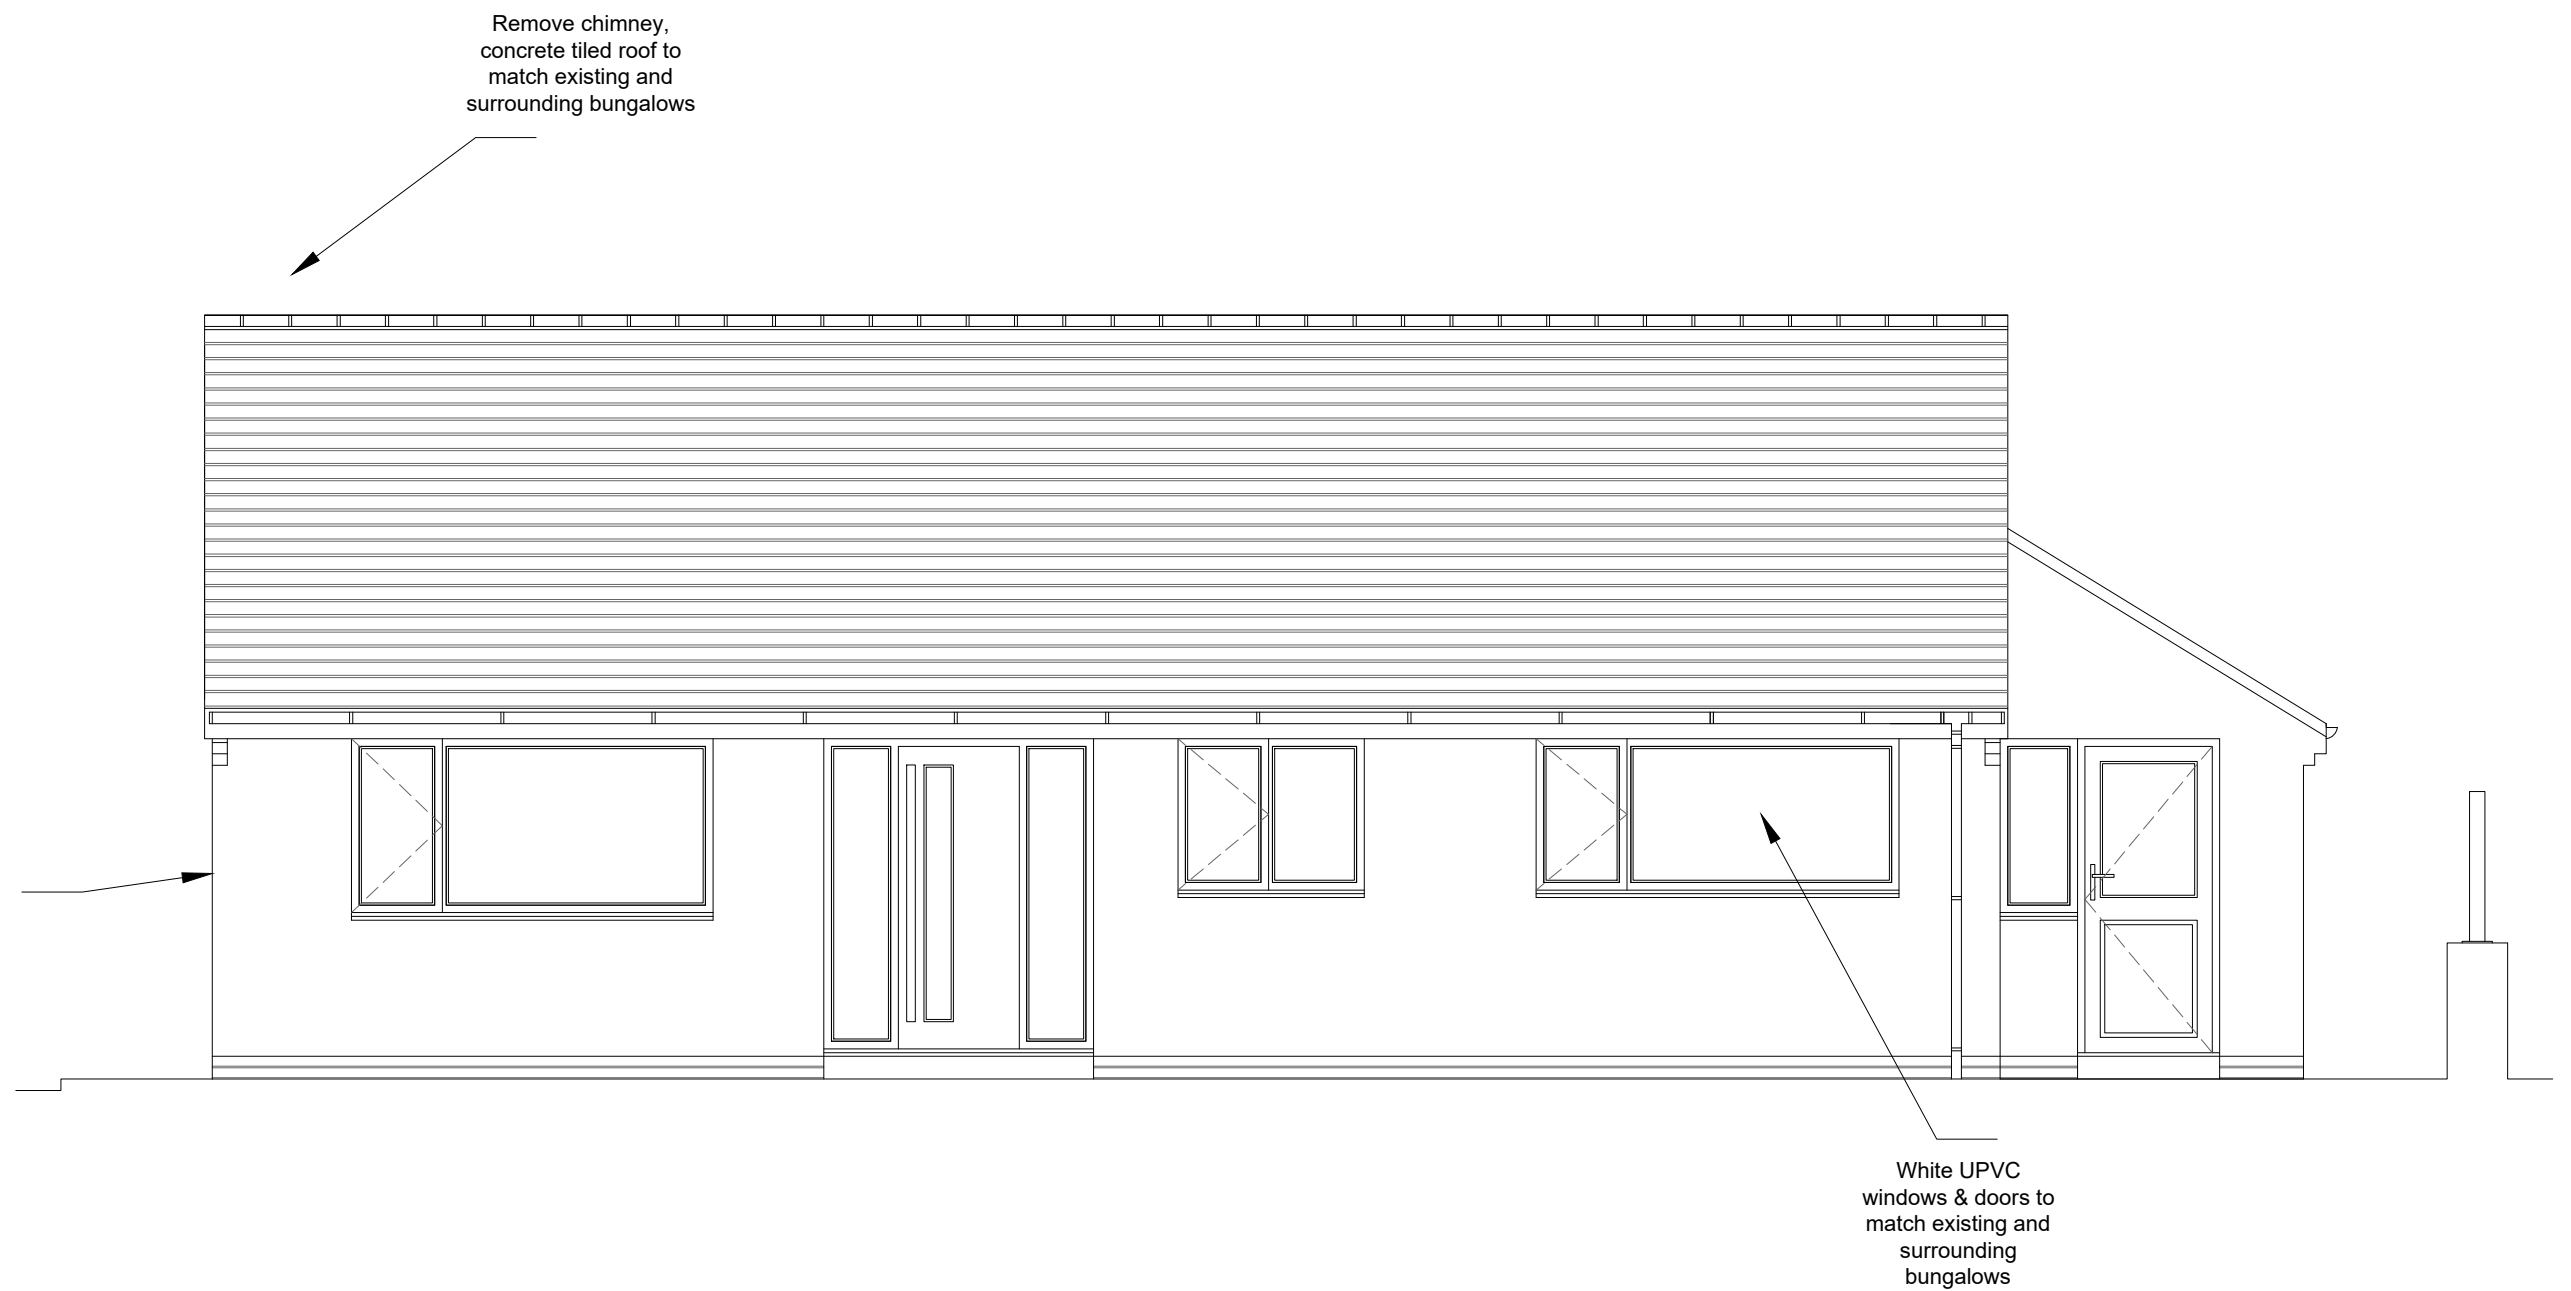 Remove chimney,
concrete tiled roof to
match existing and
surrounding bungalows
White UPVC
windows & doors to
match existing and
surrounding
bungalows